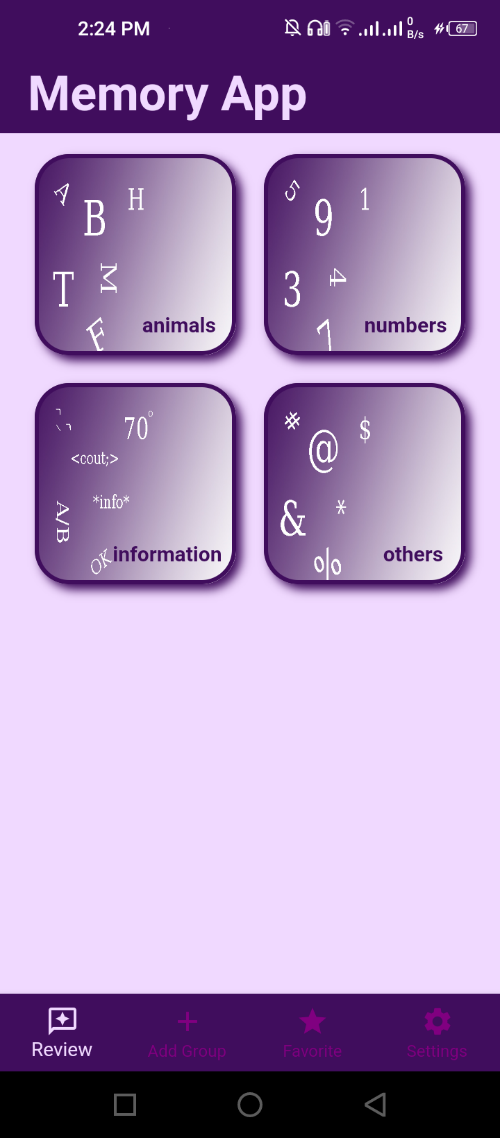 2:24 PM
0
B/s
67
Memory App
A
B
H
T
M
F
animals
5
9
1
3
4
7
numbers
70°
<cout;>
*info*
A/B
OK
information
#
@
$
&
*
%
others
Review
Add Group
Favorite
Settings